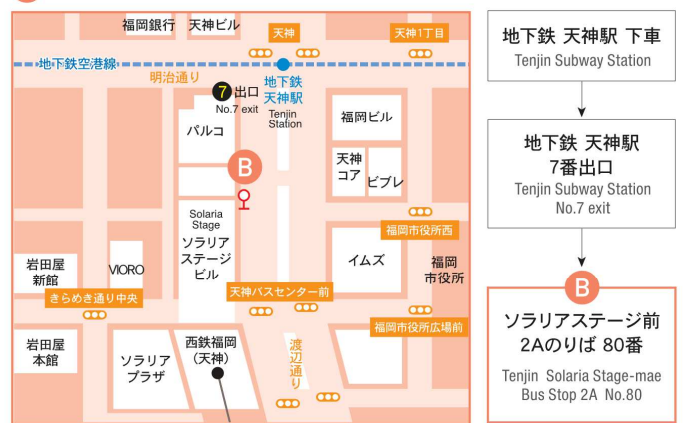 福岡銀行
天神ビル
天神
天神1丁目
地下鉄空港線
明治通り
7 出口
No.7 exit
地下鉄
天神駅
Tenjin
Station
パルコ
福岡ビル
天神
コア
ビブレ
B
Solaria
Stage
ソラリア
ステージ
ビル
福岡市役所西
イムズ
福岡
市役所
岩田屋
新館
VIORO
きらめき通り中央
天神バスセンター前
福岡市役所広場前
岩田屋
本館
ソラリア
プラザ
西鉄福岡
(天神)
渡辺通り
地下鉄 天神駅 下車
Tenjin Subway Station
地下鉄 天神駅
7番出口
Tenjin Subway Station
No.7 exit
B
ソラリアステージ前
2Aのりば 80番
Tenjin Solaria Stage-mae
Bus Stop 2A No.80